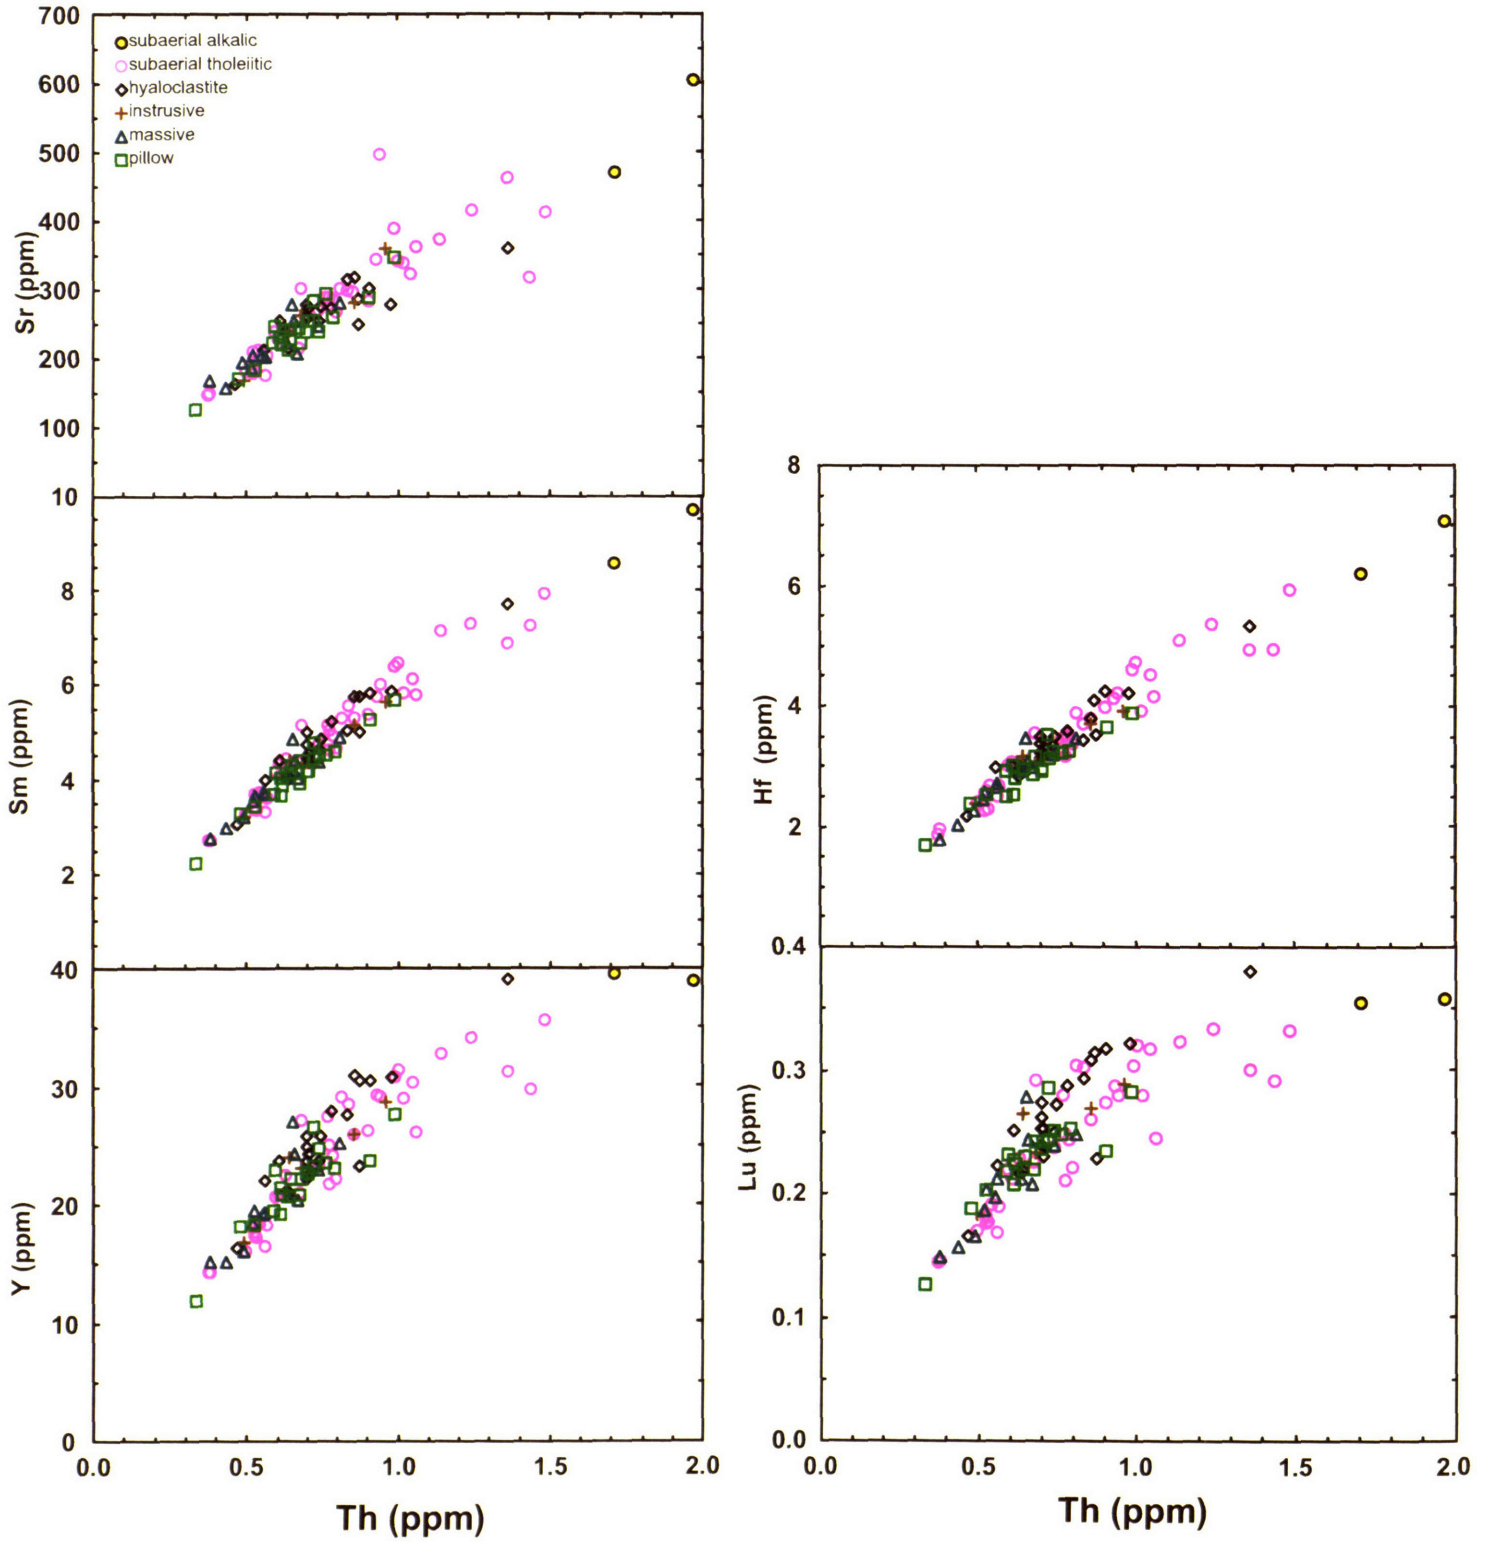 700
600
500
400
300
200
100
Sr (ppm)
subaerial alkalic
subaerial tholeiitic
hyaloclastite
instrusive
massive
pillow
10
8
6
4
2
Sm (ppm)
40
30
20
10
0
Y (ppm)
0.0 0.5 1.0 1.5 2.0
Th (ppm)
8
6
4
2
Hf (ppm)
0.4
0.3
0.2
0.1
0.0
Lu (ppm)
0.0 0.5 1.0 1.5 2.0
Th (ppm)